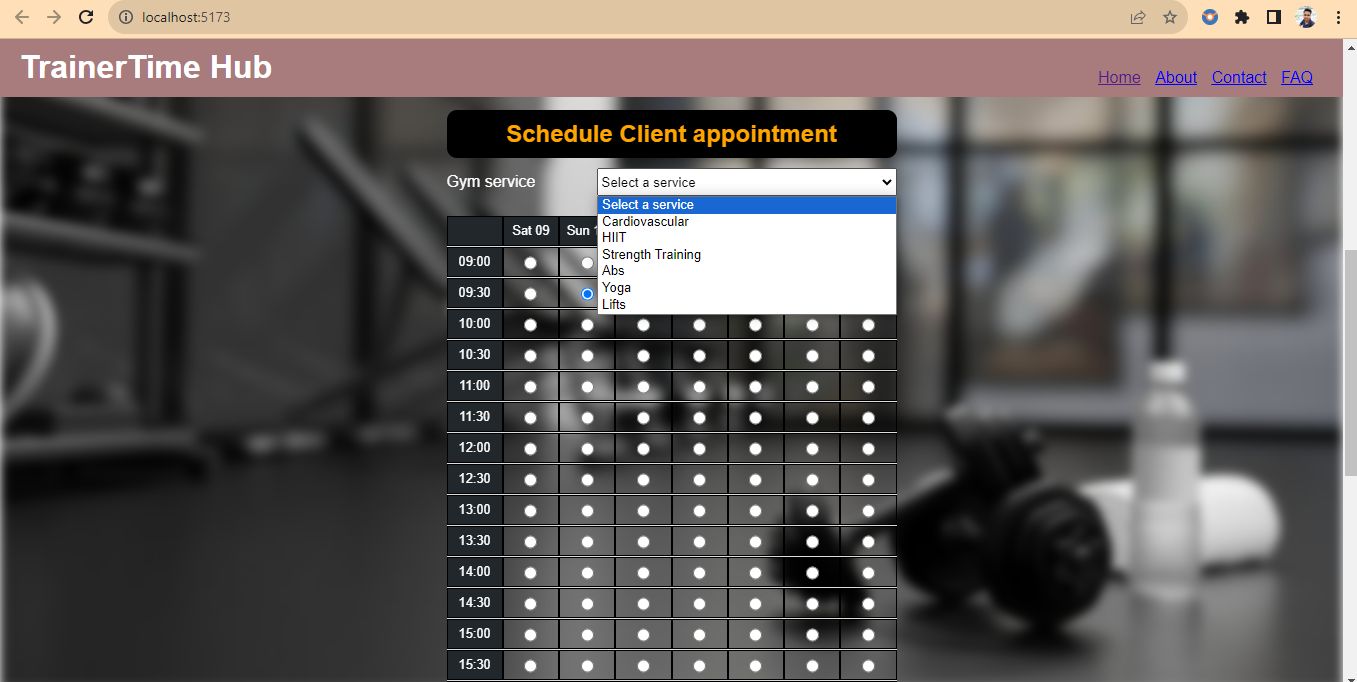 localhost:5173
TrainerTime Hub
Home About Contact FAQ
Schedule Client appointment
Gym service
Select a service
Select a service
Cardiovascular
HIIT
Strength Training
Abs
Yoga
Lifts
Sat 09 Sun
09:00
09:30
10:00
10:30
11:00
11:30
12:00
12:30
13:00
13:30
14:00
14:30
15:00
15:30